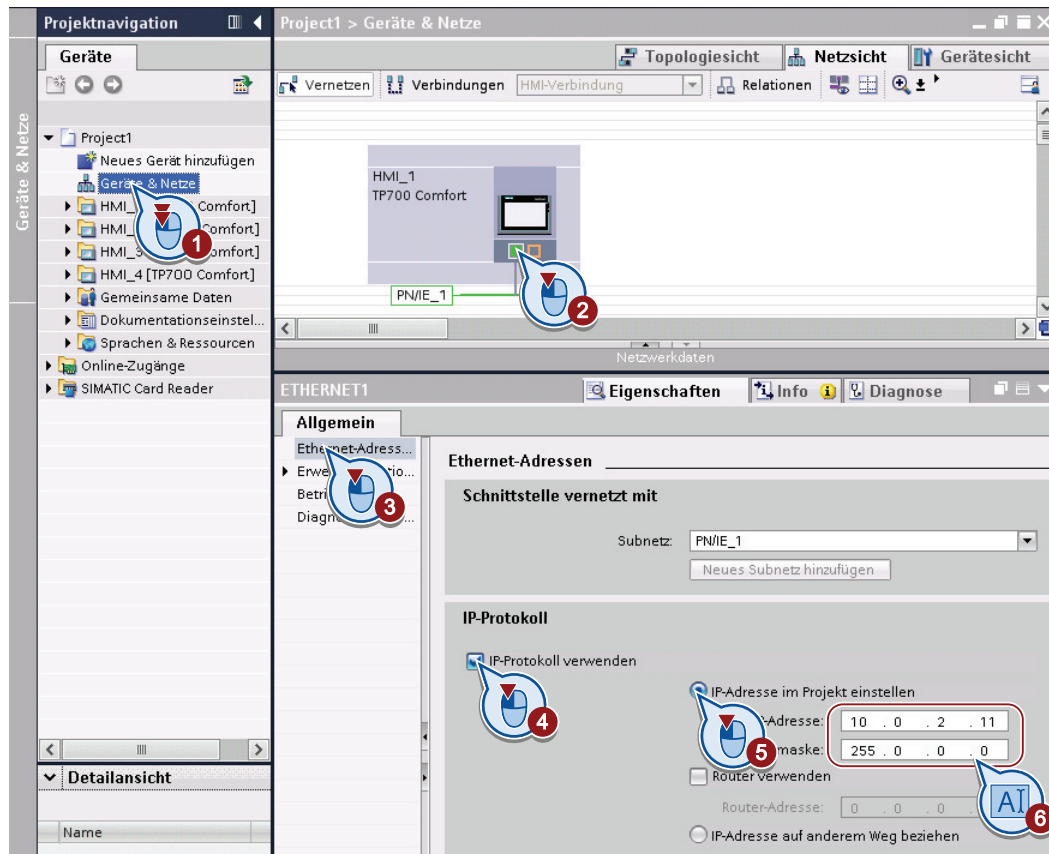 Projektnavigation
Project1 > Geräte & Netze
Geräte
Topologiesicht
Netzsicht
Gerätesicht
Vernetzen
Verbindungen
HMI-Verbindung
Relationen
Geräte & Netze
Project1
Neues Gerät hinzufügen
Geräte & Netze
HMI_ Comfort]
HMI_ omfort]
HMI_3 omfort]
HMI_4 [TP700 Comfort]
Gemeinsame Daten
Dokumentationseinstel...
Sprachen & Ressourcen
Online-Zugänge
SIMATIC Card Reader
1
HMI_1
TP700 Comfort
PN/IE_1
2
Netzwerkdaten
ETHERNET1
Eigenschaften
Info
Diagnose
Allgemein
Ethernet-Adress...
Erwe io...
Betri
Diagn ...
3
Ethernet-Adressen
Schnittstelle vernetzt mit
Subnetz: PN/IE_1
Neues Subnetz hinzufügen
IP-Protokoll
IP-Protokoll verwenden
4
IP-Adresse im Projekt einstellen
-Adresse: 10 . 0 . 2 . 11
maske: 255 . 0 . 0 . 0
5
Router verwenden
Router-Adresse: 0 . 0 . 0 .
IP-Adresse auf anderem Weg beziehen
A
6
Detailansicht
Name